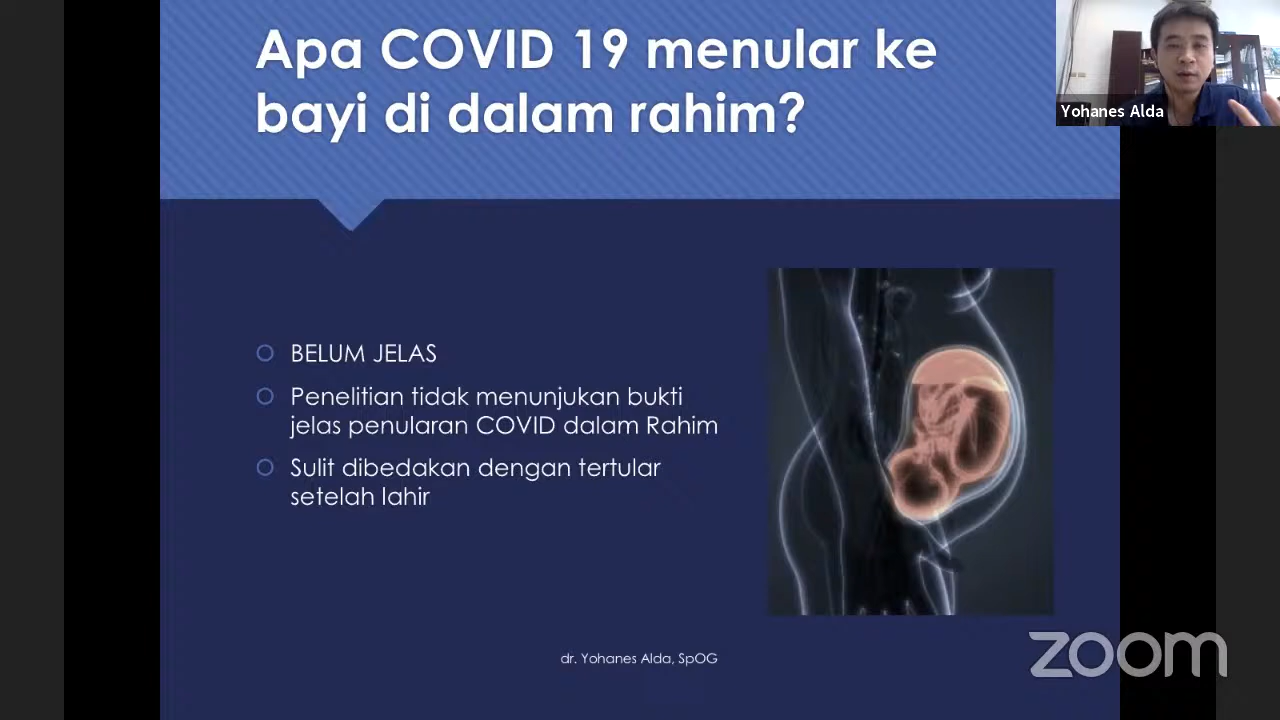 Apa COVID 19 menular ke
bayi di dalam rahim?
Yohanes Alda
BELUM JELAS
Penelitian tidak menunjukan bukti
jelas penularan COVID dalam Rahim
Sulit dibedakan dengan tertular
setelah lahir
dr. Yohanes Alda, SpOG
zoom